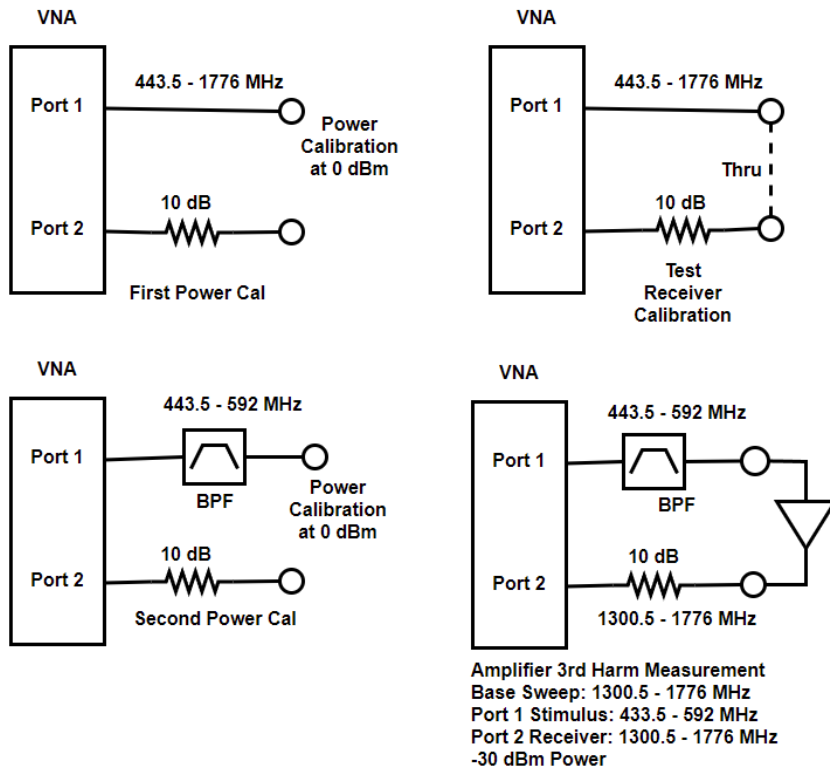 VNA
443.5 - 1776 MHz
Port 1
Power
Calibration
at 0 dBm
10 dB
Port 2
First Power Cal
VNA
443.5 - 1776 MHz
Port 1
Thru
10 dB
Port 2
Test
Receiver
Calibration
VNA
443.5 - 592 MHz
Port 1
BPF
Power
Calibration
at 0 dBm
10 dB
Port 2
Second Power Cal
VNA
443.5 - 592 MHz
Port 1
BPF
10 dB
Port 2
1300.5 - 1776 MHz
Amplifier 3rd Harm Measurement
Base Sweep: 1300.5 - 1776 MHz
Port 1 Stimulus: 433.5 - 592 MHz
Port 2 Receiver: 1300.5 - 1776 MHz
-30 dBm Power